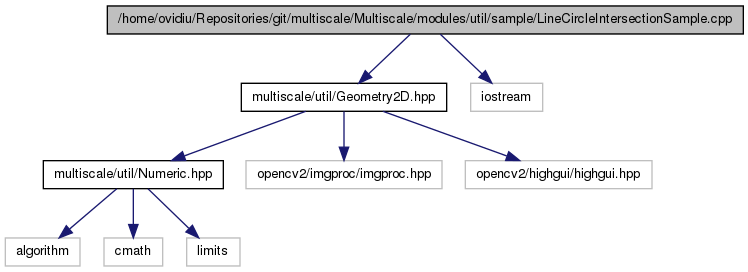 /home/ovidiu/Repositories/git/multiscale/Multiscale/modules/util/sample/LineCircleIntersectionSample.cpp
multiscale/util/Geometry2D.hpp
iostream
multiscale/util/Numeric.hpp
opencv2/imgproc/imgproc.hpp
opencv2/highgui/highgui.hpp
algorithm
cmath
limits